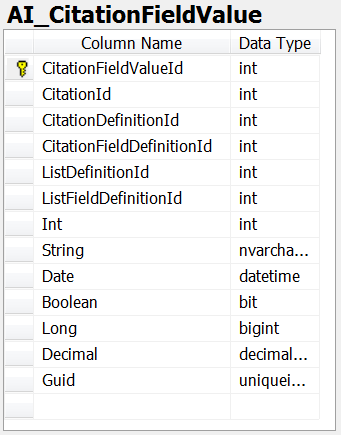 AI_CitationFieldValue
Column Name Data Type
CitationFieldValueId int
CitationId int
CitationDefinitionId int
CitationFieldDefinitionId int
ListDefinitionId int
ListFieldDefinitionId int
Int int
String nvarcha...
Date datetime
Boolean bit
Long bigint
Decimal decimal...
Guid uniquei...